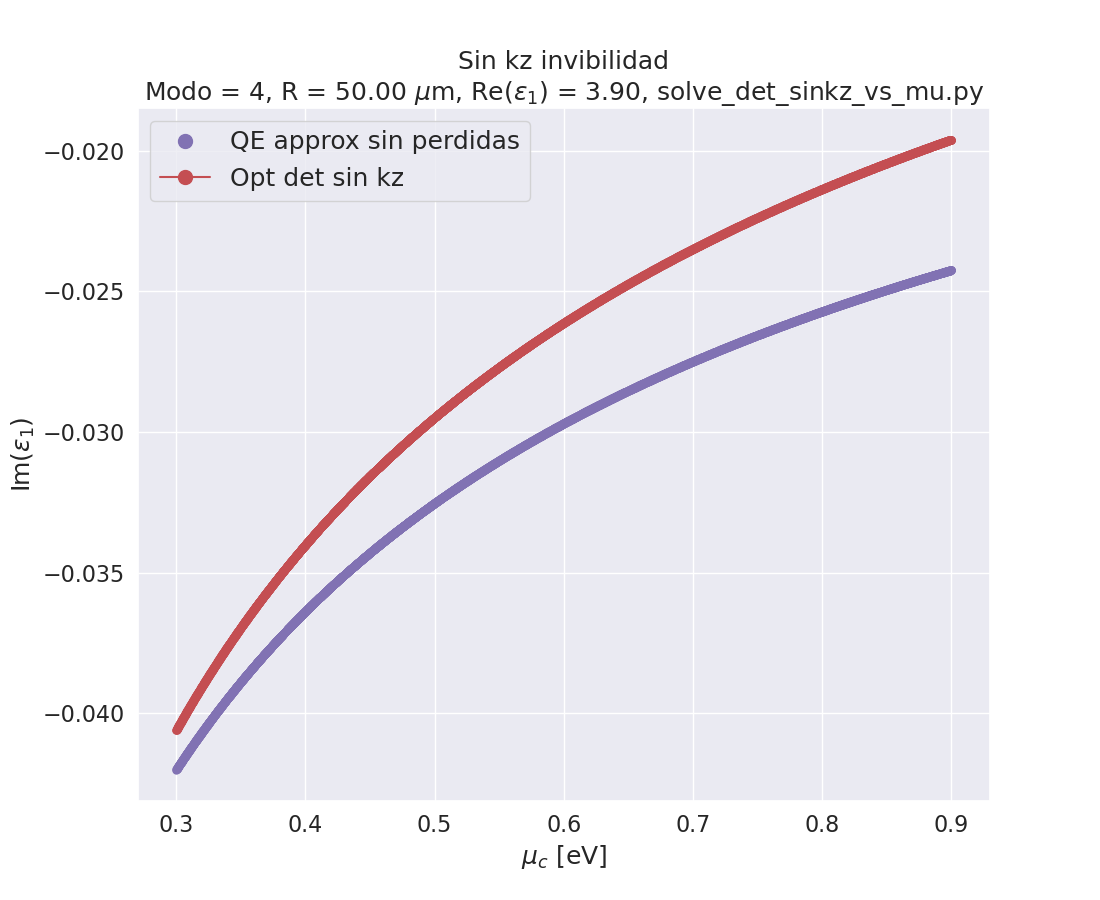 Sin kz invibilidad
Modo = 4, R = 50.00 μm, Re(ε₁) = 3.90, solve_det_sinkz_vs_mu.py
QE approx sin perdidas
Opt det sin kz
Im(ε₁)
−0.020
−0.025
−0.030
−0.035
−0.040
0.3 0.4 0.5 0.6 0.7 0.8 0.9
μ_c [eV]